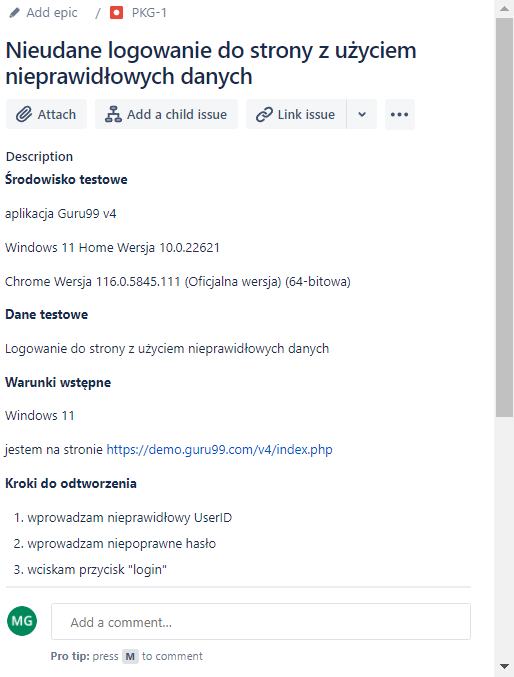 Add epic / PKG-1
Nieudane logowanie do strony z użyciem
nieprawidłowych danych
Attach Add a child issue Link issue
Description
Środowisko testowe
aplikacja Guru99 v4
Windows 11 Home Wersja 10.0.22621
Chrome Wersja 116.0.5845.111 (Oficjalna wersja) (64-bitowa)
Dane testowe
Logowanie do strony z użyciem nieprawidłowych danych
Warunki wstępne
Windows 11
jestem na stronie https://demo.guru99.com/v4/index.php
Kroki do odtworzenia
1. wprowadzam nieprawidłowy UserID
2. wprowadzam niepoprawne hasło
3. wciskam przycisk "login"
MG Add a comment...
Pro tip: press M to comment